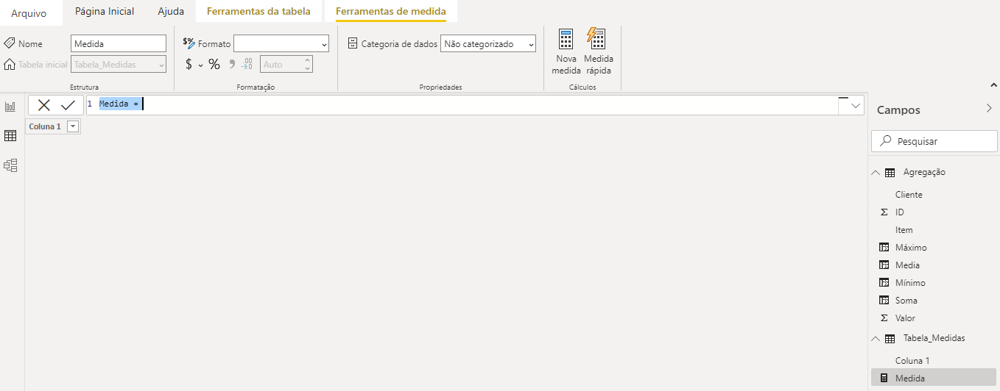 Arquivo Página Inicial Ajuda Ferramentas da tabela Ferramentas de medida
Nome Medida
Tabela inicial Tabela_Medidas
Estrutura
$% Formato
$ % 9 .00 →0 Auto
Formatação
Categoria de dados Não categorizado
Propriedades
Nova medida
Medida rápida
Cálculos
1 Medida =
Coluna 1
Campos
Pesquisar
Agregação
Cliente
Σ ID
Item
Máximo
Media
Mínimo
Soma
Σ Valor
Tabela_Medidas
Coluna 1
Medida